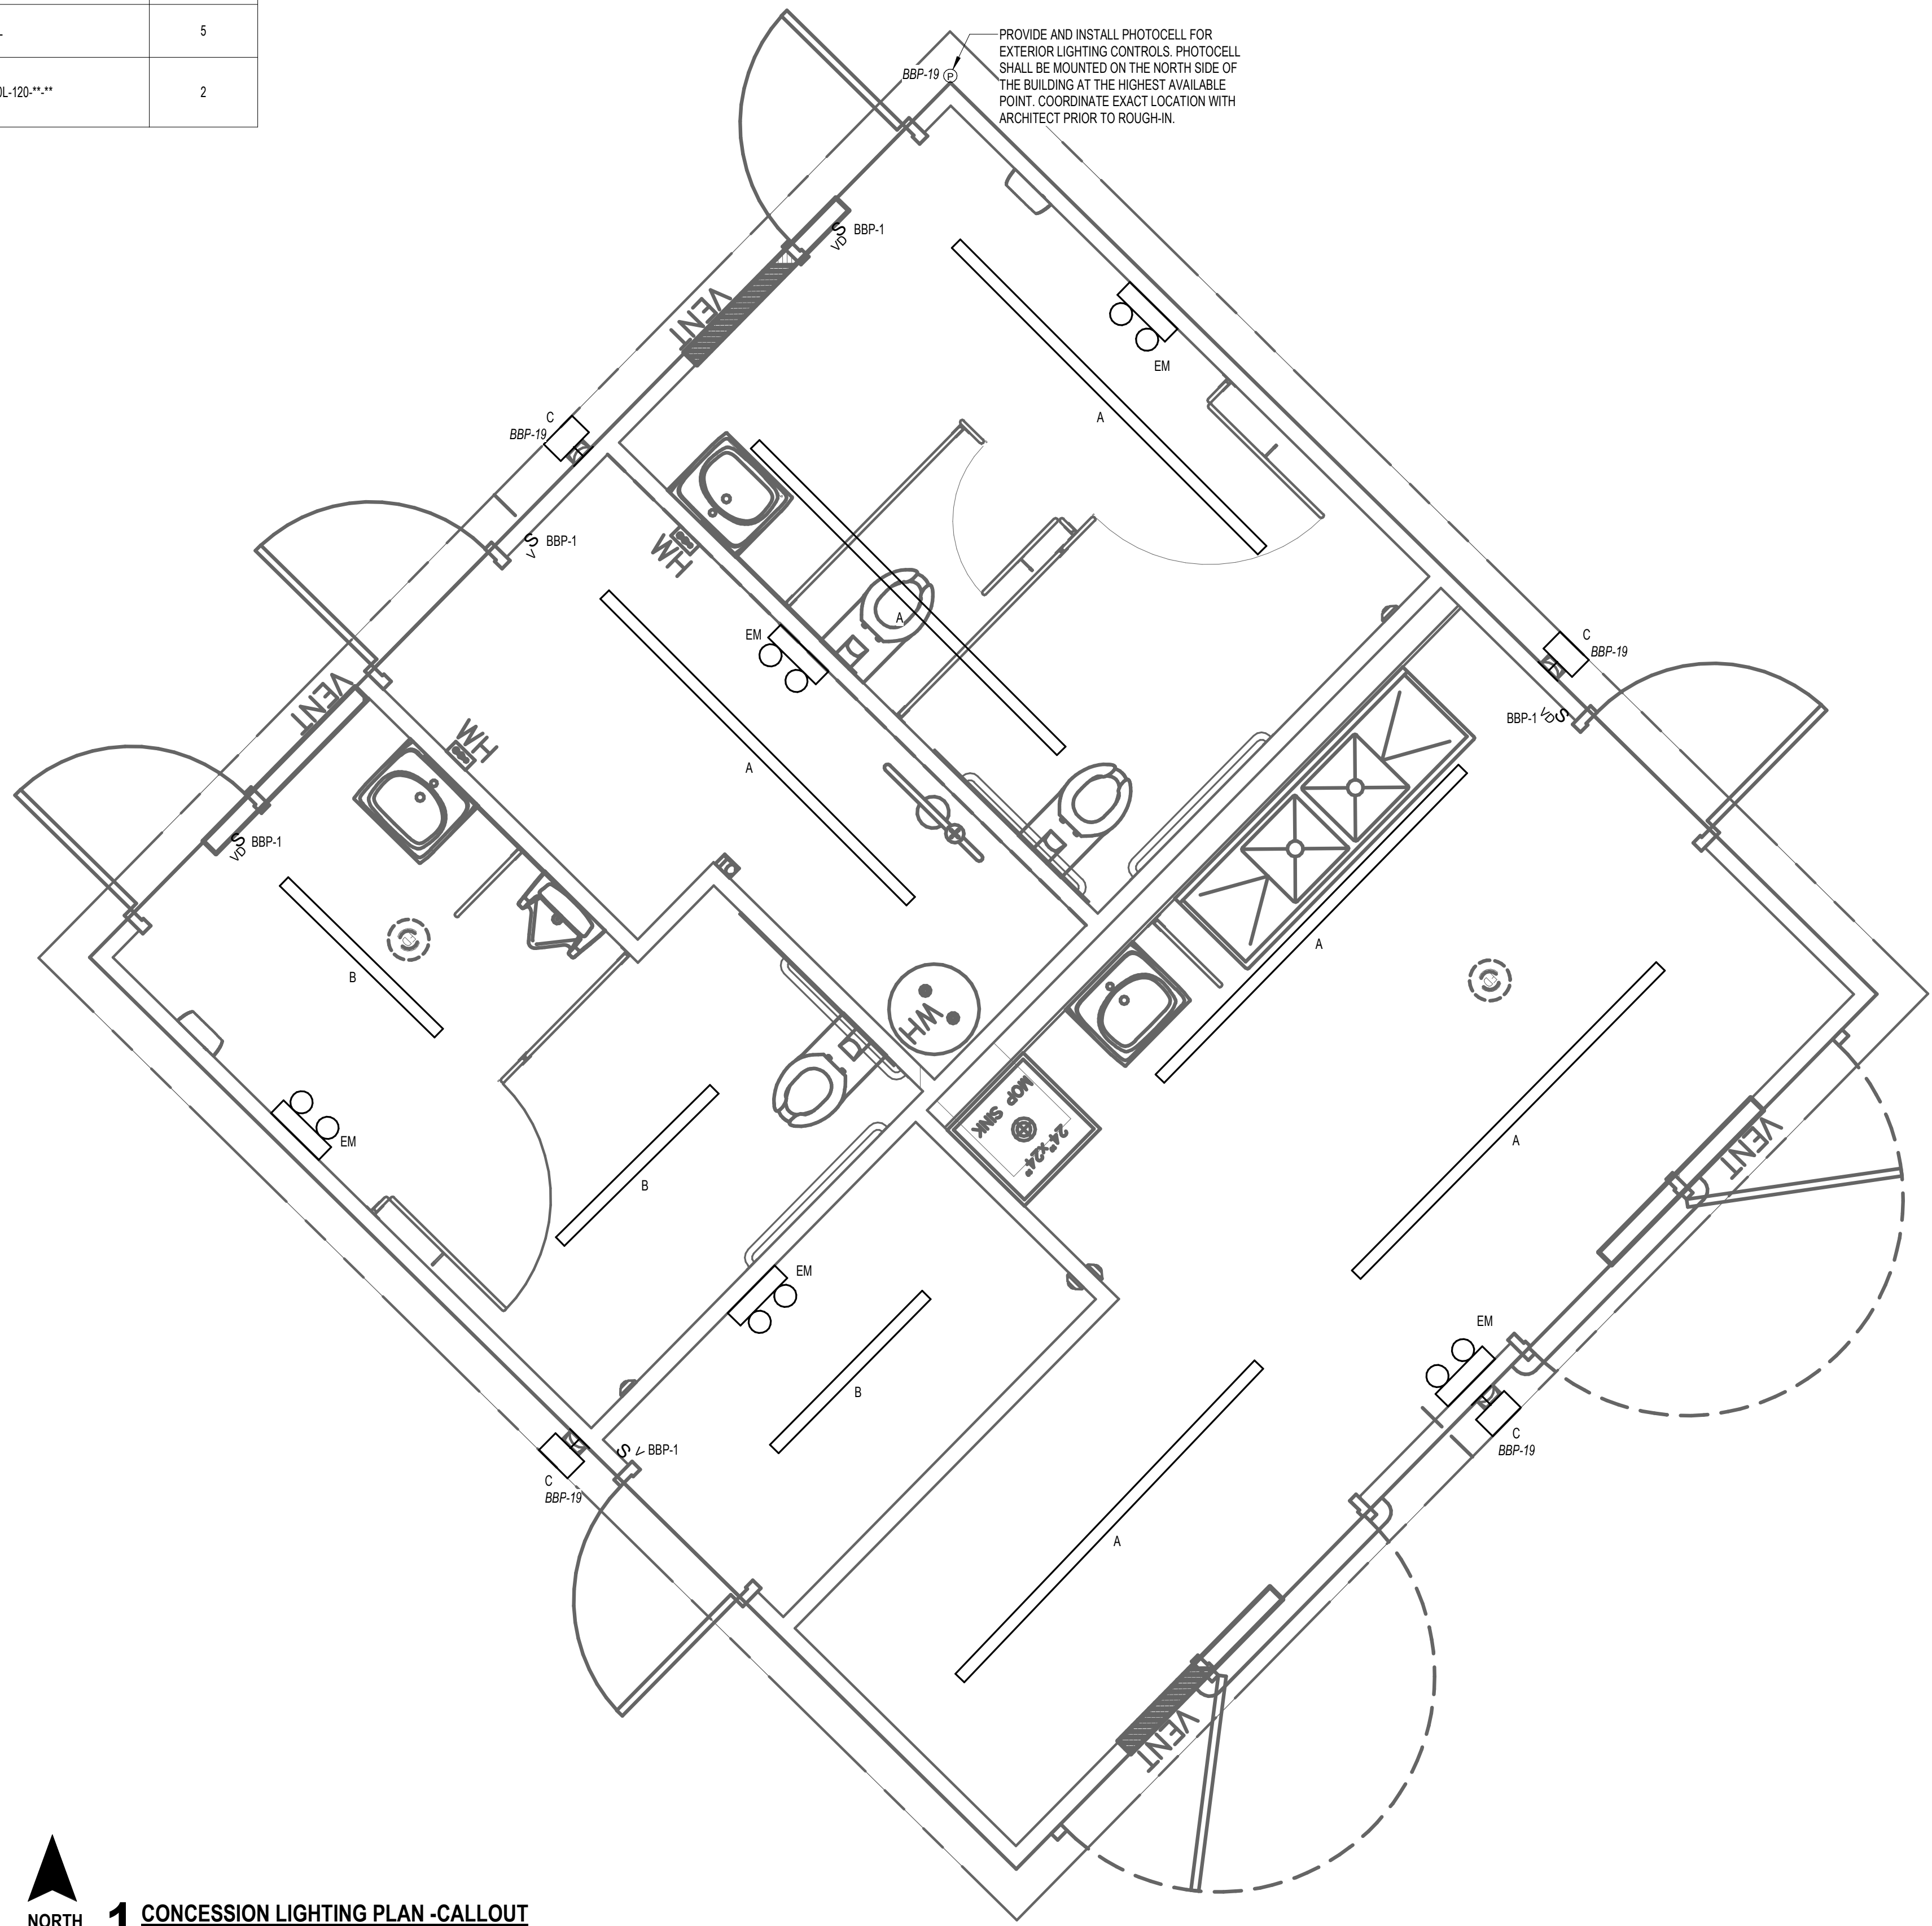 5
0L-120-**-**
2
PROVIDE AND INSTALL PHOTOCELL FOR
EXTERIOR LIGHTING CONTROLS. PHOTOCELL
SHALL BE MOUNTED ON THE NORTH SIDE OF
THE BUILDING AT THE HIGHEST AVAILABLE
POINT. COORDINATE EXACT LOCATION WITH
ARCHITECT PRIOR TO ROUGH-IN.
BBP-19 P
S BBP-1
VD
VENT
EM
A
C
BBP-19
S BBP-1
V
WH
A
EM
C
BBP-19
BBP-1 VD S
VENT
WH
A
S BBP-1
VD
A
B
WH
MOP SINK
24"x24"
VENT
EM
A
B
EM
EM
B
C
BBP-19
S V BBP-1
C
BBP-19
A
VENT
NORTH
1 CONCESSION LIGHTING PLAN -CALLOUT